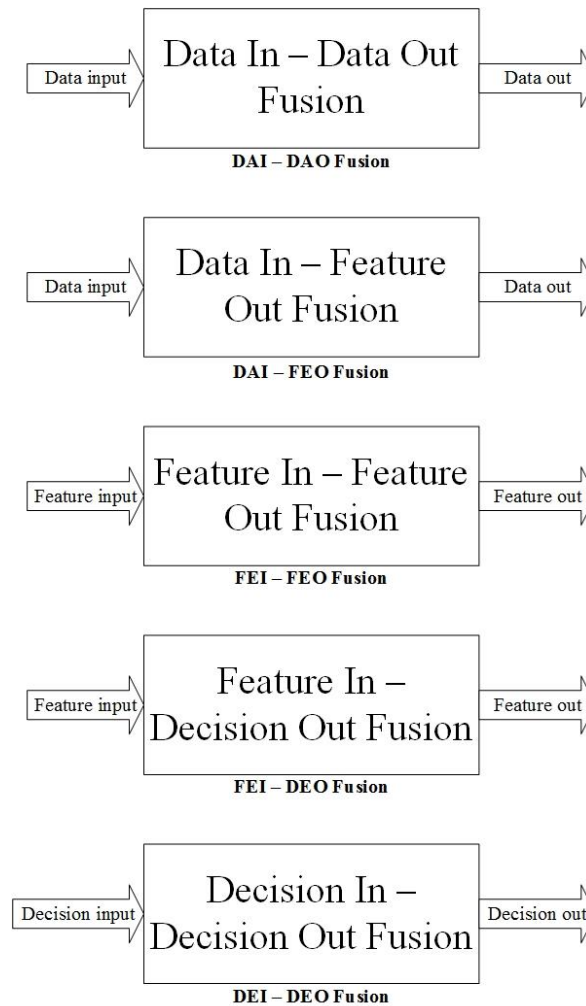 Data input
Data In – Data Out
Fusion
Data out
DAI – DAO Fusion
Data input
Data In – Feature
Out Fusion
Data out
DAI – FEO Fusion
Feature input
Feature In – Feature
Out Fusion
Feature out
FEI – FEO Fusion
Feature input
Feature In –
Decision Out Fusion
Feature out
FEI – DEO Fusion
Decision input
Decision In –
Decision Out Fusion
Decision out
DEI – DEO Fusion